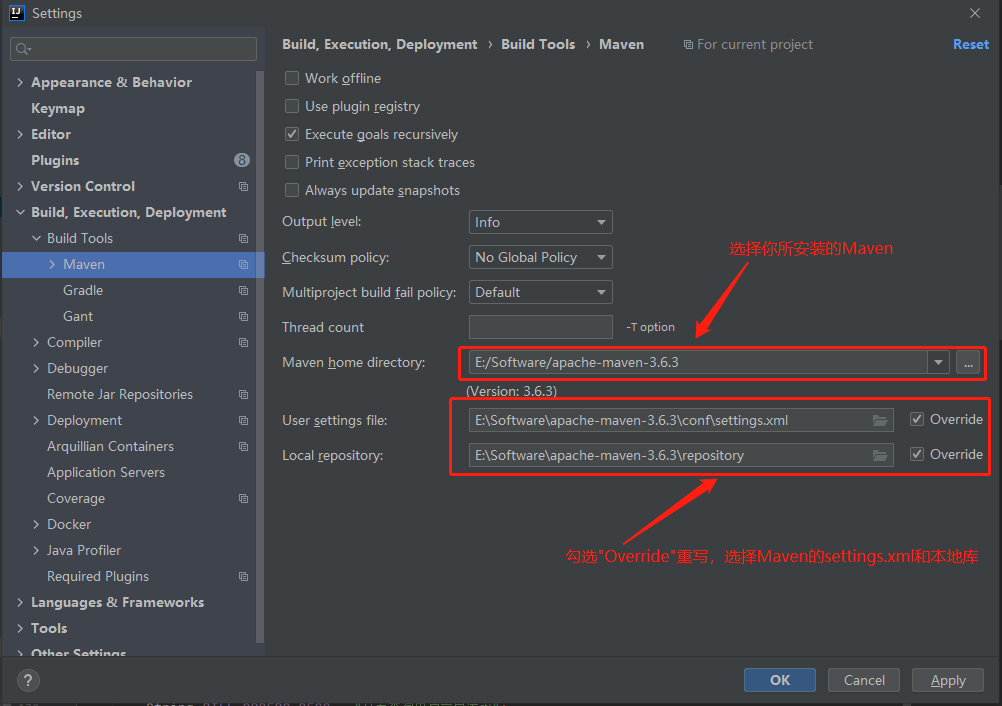 Settings
Build, Execution, Deployment › Build Tools › Maven For current project Reset
Appearance & Behavior
Keymap
Editor
Plugins 8
Version Control
Build, Execution, Deployment
Build Tools
Maven
Gradle
Gant
Compiler
Debugger
Remote Jar Repositories
Deployment
Arquillian Containers
Application Servers
Coverage
Docker
Java Profiler
Required Plugins
Languages & Frameworks
Tools
Other Settings
Work offline
Use plugin registry
Execute goals recursively
Print exception stack traces
Always update snapshots
Output level: Info
选择你所安装的Maven
Checksum policy: No Global Policy
Multiproject build fail policy: Default
Thread count -T option
Maven home directory: E:/Software/apache-maven-3.6.3 ...
(Version: 3.6.3)
User settings file: E:\Software\apache-maven-3.6.3\conf\settings.xml Override
Local repository: E:\Software\apache-maven-3.6.3\repository Override
勾选"Override"重写，选择Maven的settings.xml和本地库
? OK Cancel Apply